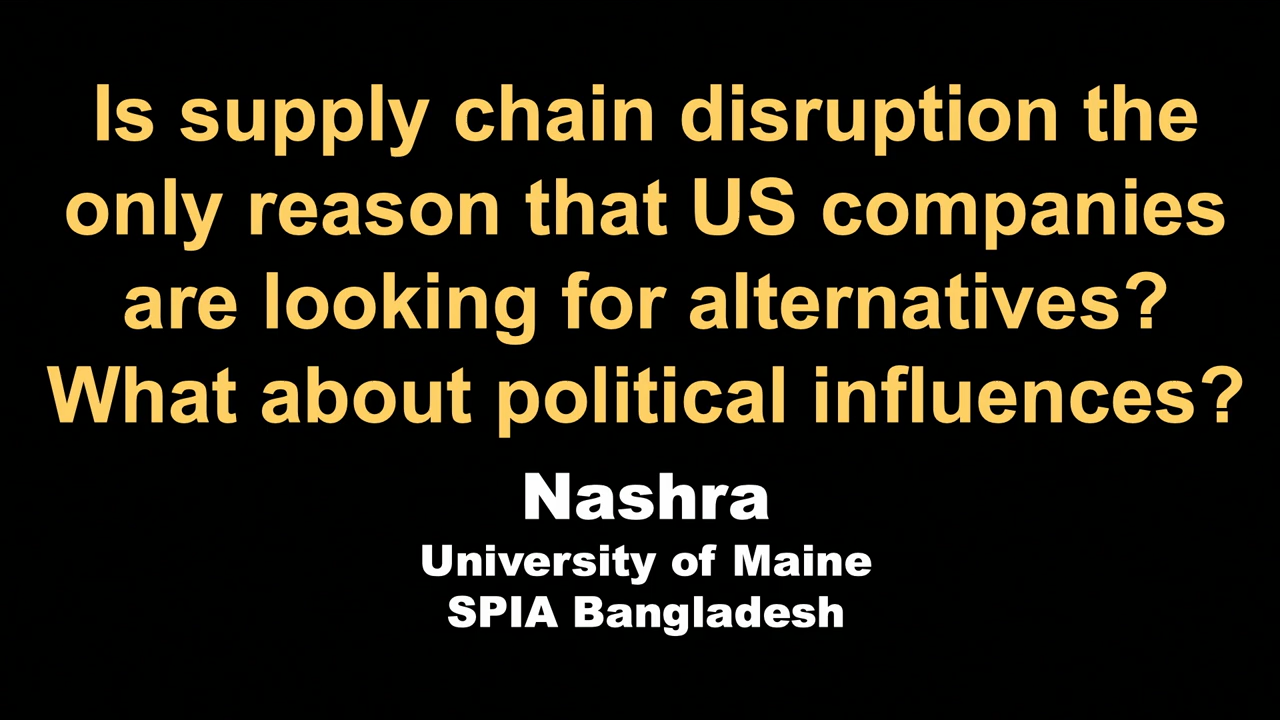 Is supply chain disruption the
only reason that US companies
are looking for alternatives?
What about political influences?
Nashra
University of Maine
SPIA Bangladesh